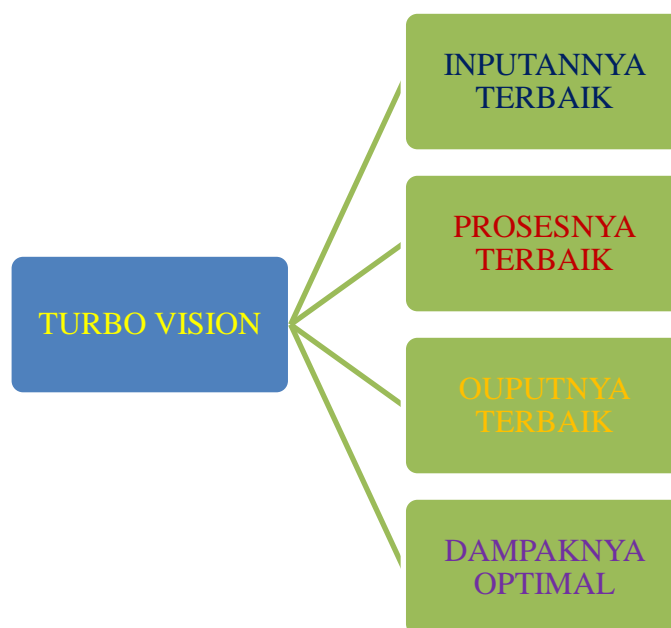 INPUTANNYA
TERBAIK
PROSESNYA
TERBAIK
TURBO VISION
OUPUTNYA
TERBAIK
DAMPAKNYA
OPTIMAL